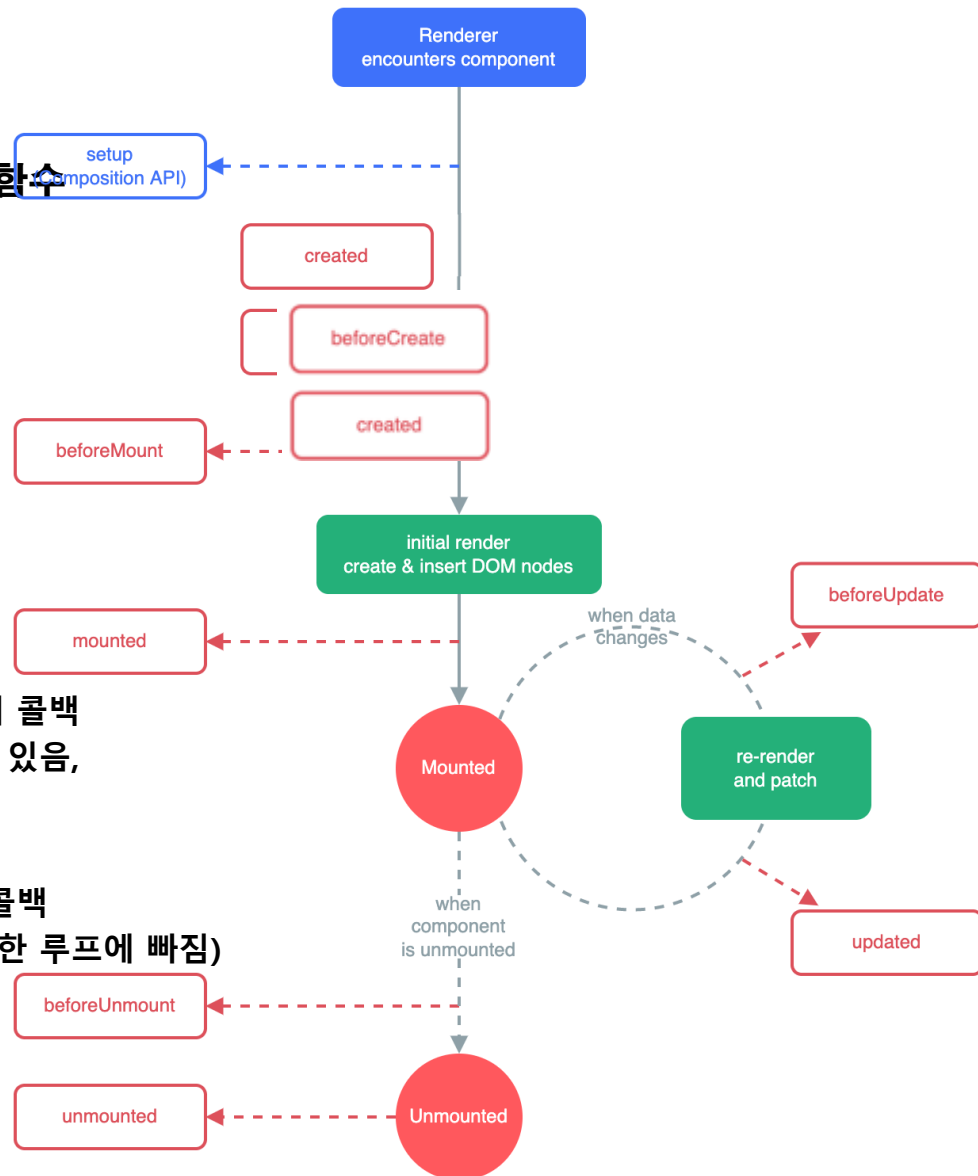 Renderer
encounters component
setup
(Composition API)
함수
created
beforeCreate
created
beforeMount
initial render
create & insert DOM nodes
beforeUpdate
when data
changes
mounted
콜백
있음,
Mounted
re-render
and patch
콜백
한 루프에 빠짐)
when
component
is unmounted
updated
beforeUnmount
unmounted
Unmounted